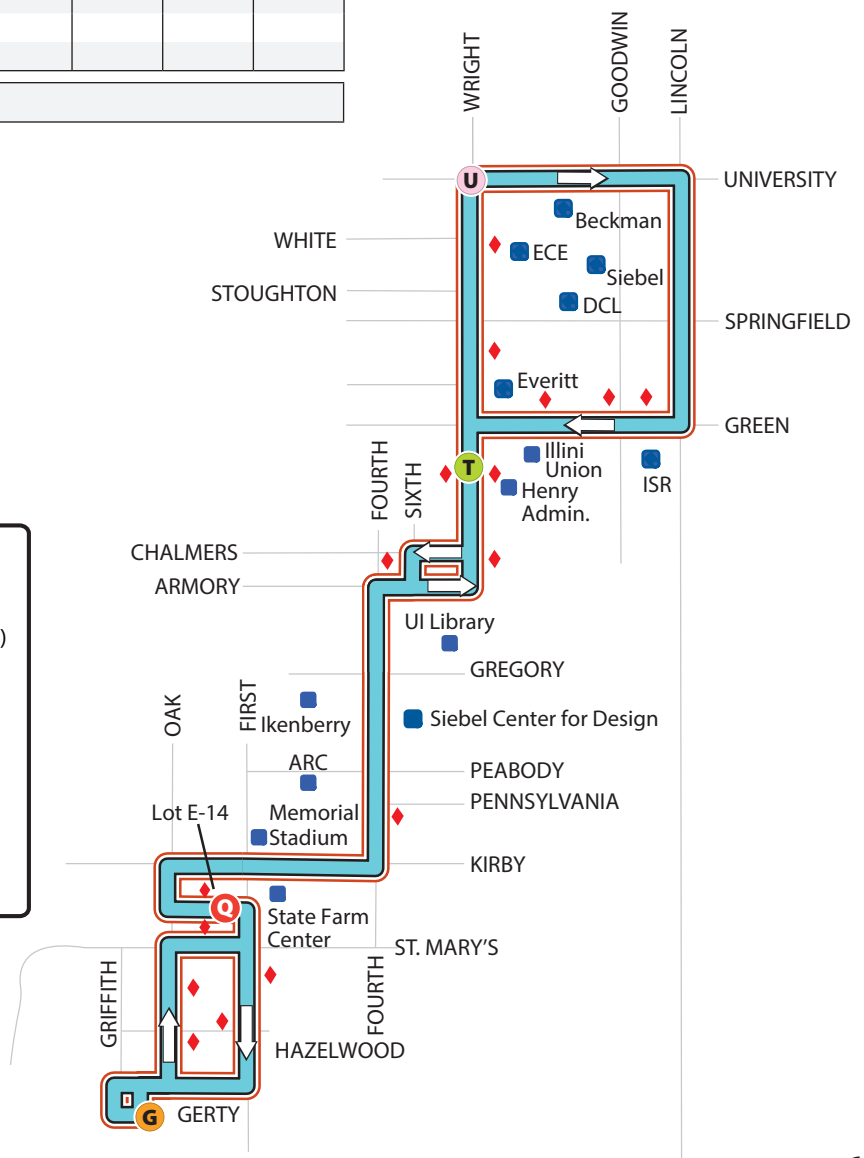 WRIGHT
GOODWIN
LINCOLN
U
UNIVERSITY
Beckman
WHITE
ECE
Siebel
STOUGHTON
DCL
SPRINGFIELD
Everitt
GREEN
Illini
Union
T
ISR
Henry
Admin.
FOURTH
SIXTH
CHALMERS
ARMORY
UI Library
)
GREGORY
OAK
FIRST
Ikenberry
Siebel Center for Design
ARC
PEABODY
PENNSYLVANIA
Lot E-14
Memorial
Stadium
KIRBY
Q
State Farm
Center
ST. MARY'S
GRIFFITH
FOURTH
HAZELWOOD
G
GERTY